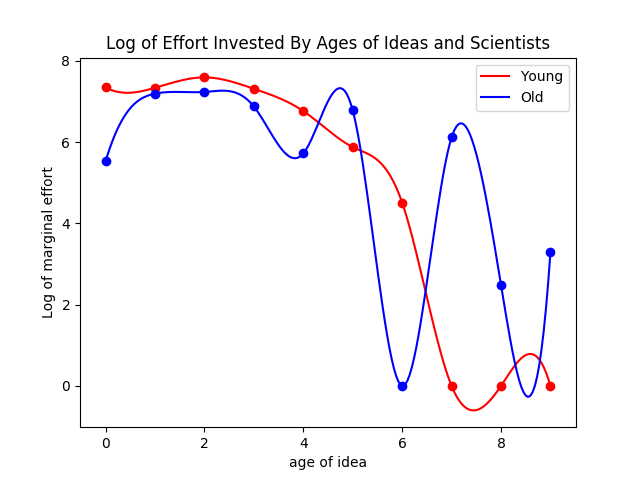 Log of Effort Invested By Ages of Ideas and Scientists
Young
Old
8
6
4
2
0
Log of marginal effort
0 2 4 6 8
age of idea